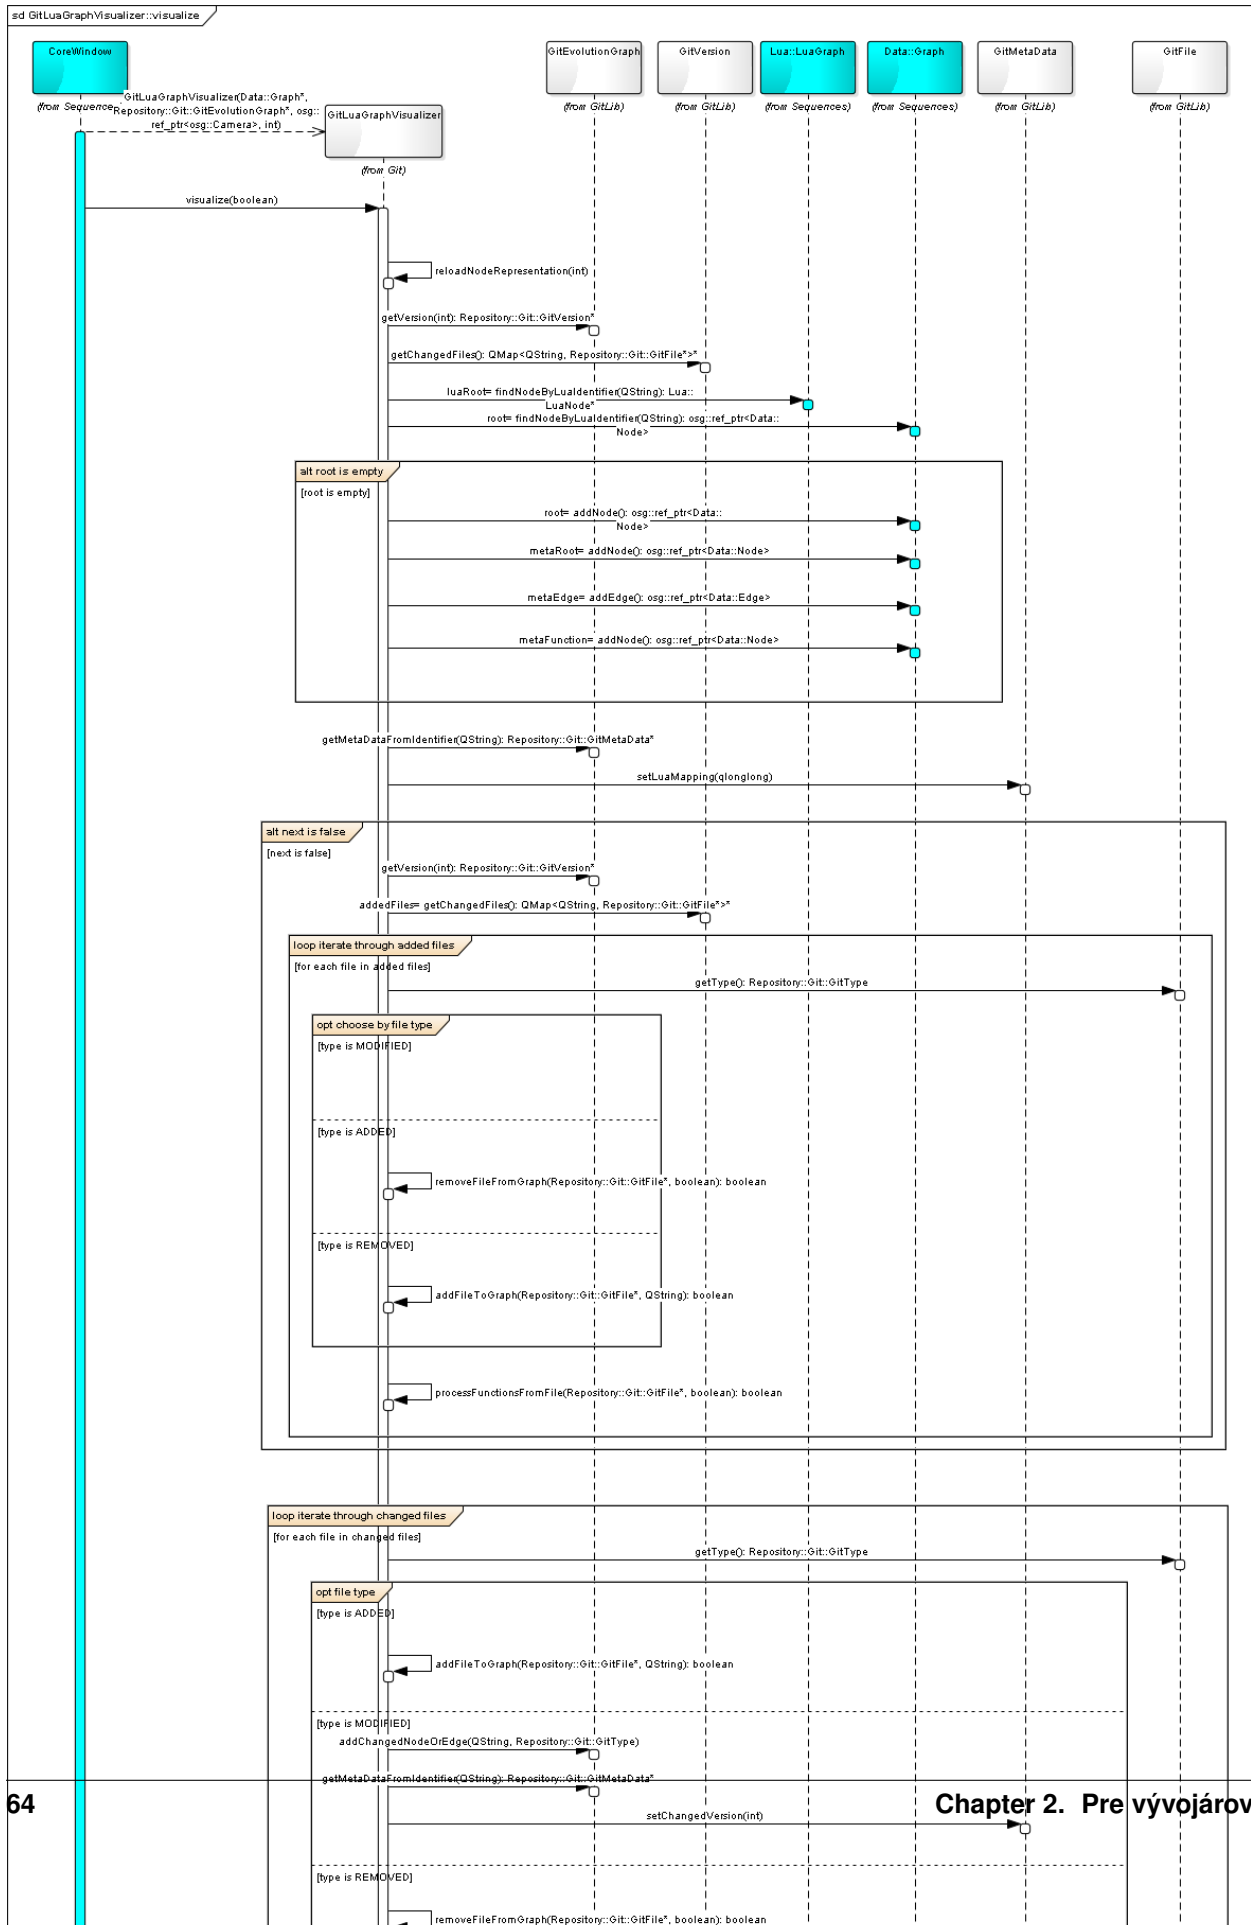 sd GitLuaGraphVisualizer::visualize
CoreWindow
(from Sequence
GitEvolutionGraph
(from GitLib)
GitVersion
(from GitLib)
Lua::LuaGraph
(from Sequences)
Data::Graph
(from Sequences)
GitMetaData
(from GitLib)
GitFile
(from GitLib)
GitLuaGraphVisualizer(Data::Graph*,
Repository::Git::GitEvolutionGraph*, osg::
ref_ptr<osg::Camera>, int)
GitLuaGraphVisualizer
(from Git)
visualize(boolean)
reloadNodeRepresentation(int)
getVersion(int): Repository::Git::GitVersion*
getChangedFiles(): QMap<QString, Repository::Git::GitFile*>*
luaRoot= findNodeByLuaIdentifier(QString): Lua::
LuaNode*
root= findNodeByLuaIdentifier(QString): osg::ref_ptr<Data::
Node>
alt root is empty
[root is empty]
root= addNode(): osg::ref_ptr<Data::
Node>
metaRoot= addNode(): osg::ref_ptr<Data::Node>
metaEdge= addEdge(): osg::ref_ptr<Data::Edge>
metaFunction= addNode(): osg::ref_ptr<Data::Node>
getMetaDataFromIdentifier(QString): Repository::Git::GitMetaData*
setLuaMapping(qlonglong)
alt next is false
[next is false]
getVersion(int): Repository::Git::GitVersion*
addedFiles= getChangedFiles(): QMap<QString, Repository::Git::GitFile*>*
loop iterate through added files
[for each file in added files]
getType(): Repository::Git::GitType
opt choose by file type
[type is MODIFIED]
[type is ADDED]
removeFileFromGraph(Repository::Git::GitFile*, boolean): boolean
[type is REMOVED]
addFileToGraph(Repository::Git::GitFile*, QString): boolean
processFunctionsFromFile(Repository::Git::GitFile*, boolean): boolean
loop iterate through changed files
[for each file in changed files]
getType(): Repository::Git::GitType
opt file type
[type is ADDED]
addFileToGraph(Repository::Git::GitFile*, QString): boolean
[type is MODIFIED]
addChangedNodeOrEdge(QString, Repository::Git::GitType)
getMetaDataFromIdentifier(QString): Repository::Git::GitMetaData*
64
Chapter 2. Pre vývojárov
setChangedVersion(int)
[type is REMOVED]
removeFileFromGraph(Repository::Git::GitFile*, boolean): boolean